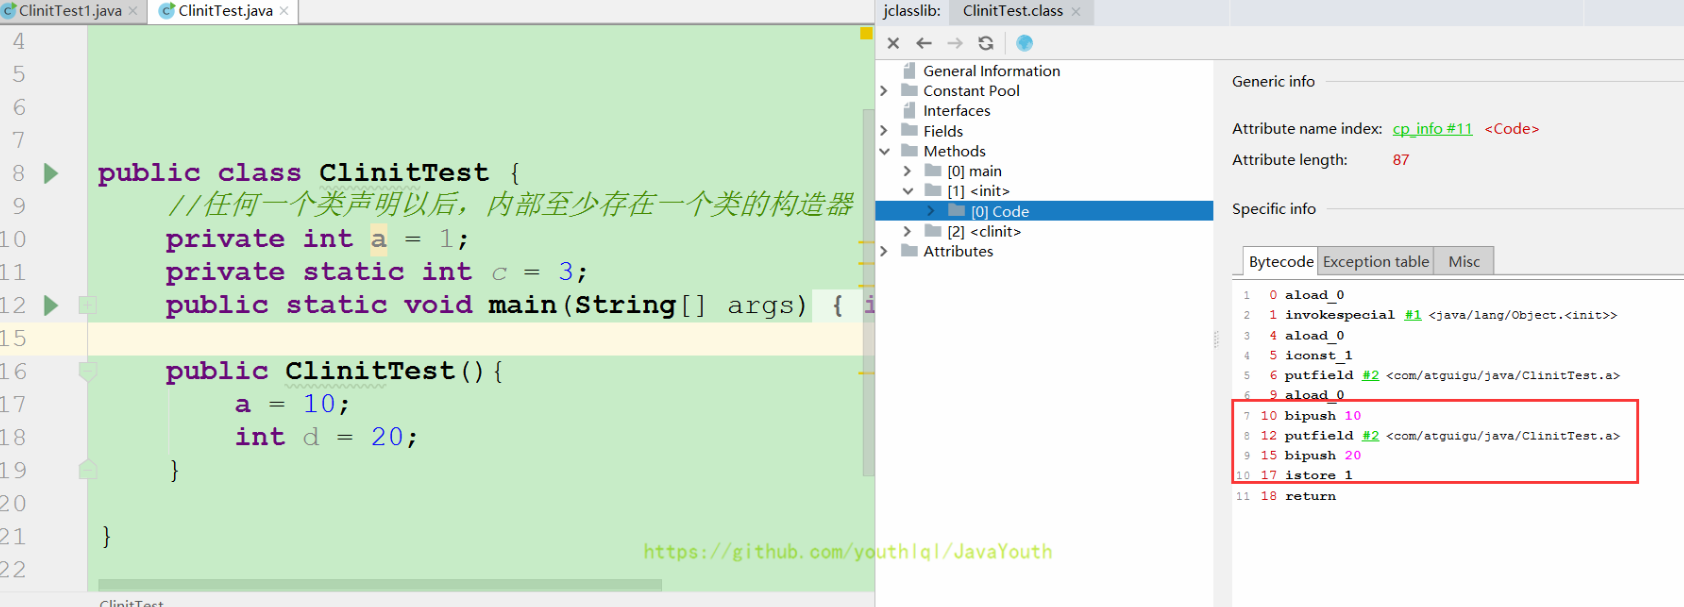 ClinitTest1.java
ClinitTest.java
4
5
6
7
8 public class ClinitTest {
9 //任何一个类声明以后，内部至少存在一个类的构造器
10 private int a = 1;
11 private static int c = 3;
12 public static void main(String[] args) { i
15
16 public ClinitTest(){
17 a = 10;
18 int d = 20;
19 }
20
21 }
22
ClinitTest
jclasslib: ClinitTest.class
General Information
Constant Pool
Interfaces
Fields
Methods
[0] main
[1] <init>
[0] Code
[2] <clinit>
Attributes
Generic info
Attribute name index: cp_info #11 <Code>
Attribute length: 87
Specific info
Bytecode Exception table Misc
1 0 aload_0
2 1 invokespecial #1 <java/lang/Object.<init>>
3 4 aload_0
4 5 iconst_1
5 6 putfield #2 <com/atguigu/java/ClinitTest.a>
6 9 aload_0
7 10 bipush 10
8 12 putfield #2 <com/atguigu/java/ClinitTest.a>
9 15 bipush 20
10 17 istore_1
11 18 return
https://github.com/youthlql/JavaYouth